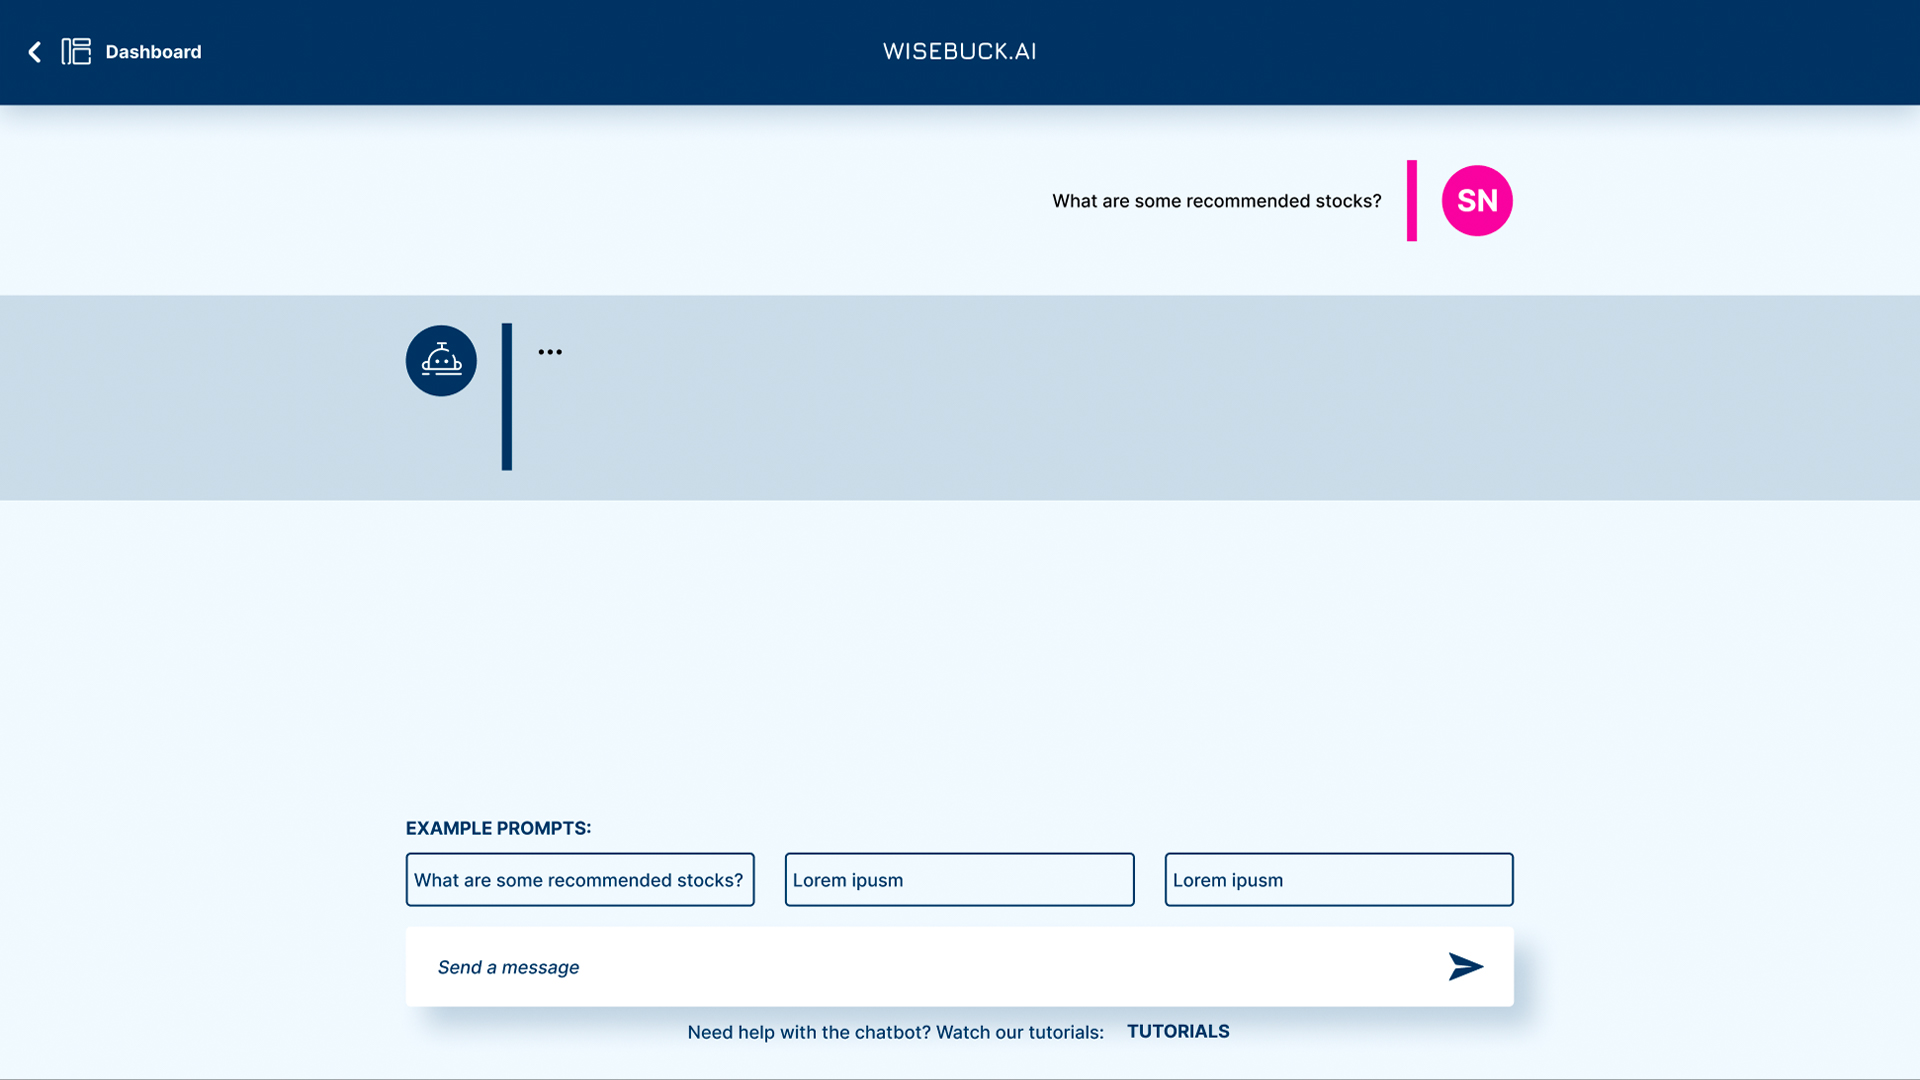 Dashboard
WISEBUCK.AI
What are some recommended stocks?
SN
...
EXAMPLE PROMPTS:
What are some recommended stocks?
Lorem ipusm
Lorem ipusm
Send a message
Need help with the chatbot? Watch our tutorials: TUTORIALS